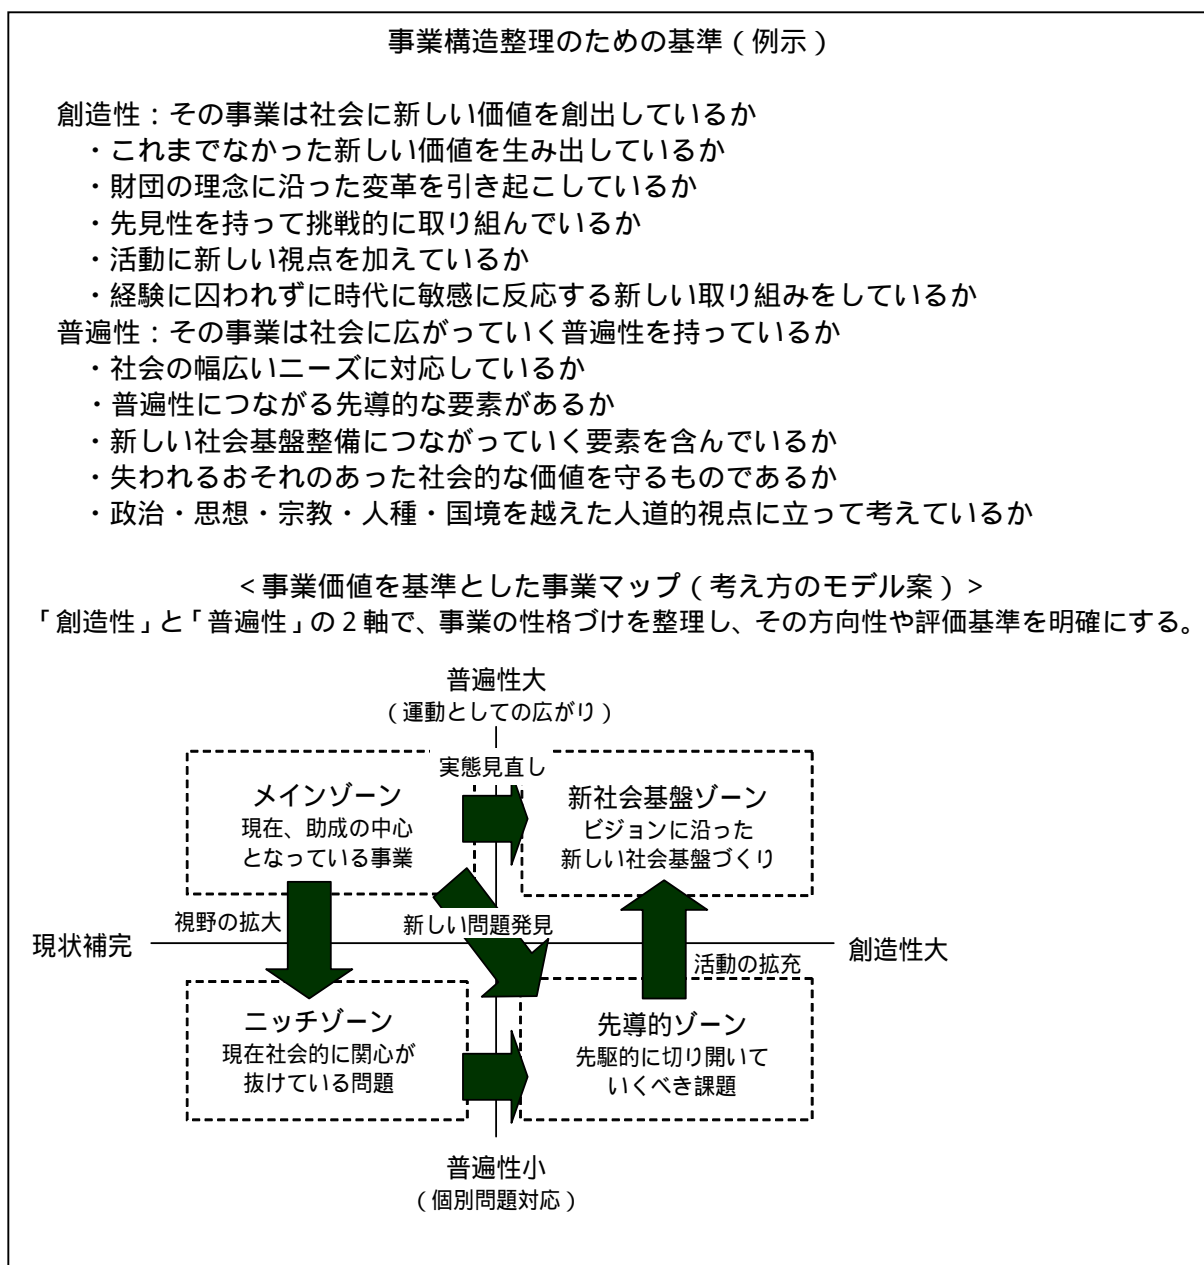 事業構造整理のための基準（例示）
創造性：その事業は社会に新しい価値を創出しているか
・これまでなかった新しい価値を生み出しているか
・財団の理念に沿った変革を引き起こしているか
・先見性を持って挑戦的に取り組んでいるか
・活動に新しい視点を加えているか
・経験に囚われずに時代に敏感に反応する新しい取り組みをしているか
普遍性：その事業は社会に広がっていく普遍性を持っているか
・社会の幅広いニーズに対応しているか
・普遍性につながる先導的な要素があるか
・新しい社会基盤整備につながっていく要素を含んでいるか
・失われるおそれのあった社会的な価値を守るものであるか
・政治・思想・宗教・人種・国境を越えた人道的視点に立って考えているか
＜事業価値を基準とした事業マップ（考え方のモデル案）＞
「創造性」と「普遍性」の２軸で、事業の性格づけを整理し、その方向性や評価基準を明確にする。
普遍性大
（運動としての広がり）
実態見直し
メインゾーン
現在、助成の中心
となっている事業
新社会基盤ゾーン
ビジョンに沿った
新しい社会基盤づくり
視野の拡大
新しい問題発見
現状補完
創造性大
活動の拡充
ニッチゾーン
現在社会的に関心が
抜けている問題
先導的ゾーン
先駆的に切り開いて
いくべき課題
普遍性小
（個別問題対応）